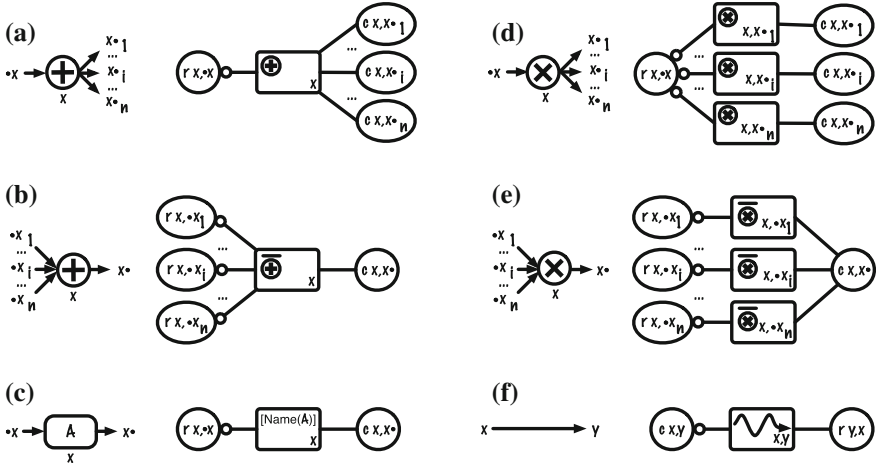 (a)
•x
x
x•1
...
x•i
...
x•n
r x,•x
x
c x,x•1
...
c x,x•i
...
c x,x•n
(d)
•x
x
x•1
...
x•i
...
x•n
r x,•x
x,x•1
c x,x•1
...
x,x•i
c x,x•i
...
x,x•n
c x,x•n
(b)
•x1
...
•xi
...
•xn
x
x•
r x,•x1
...
r x,•xi
...
r x,•xn
x
c x,x•
(e)
•x1
...
•xi
...
•xn
x
x•
r x,•x1
x,•x1
...
r x,•xi
x,•xi
...
r x,•xn
x,•xn
c x,x•
(c)
•x
A
x
x•
r x,•x
[Name(A)]
x
c x,x•
(f)
x
y
c x,y
x,y
r y,x